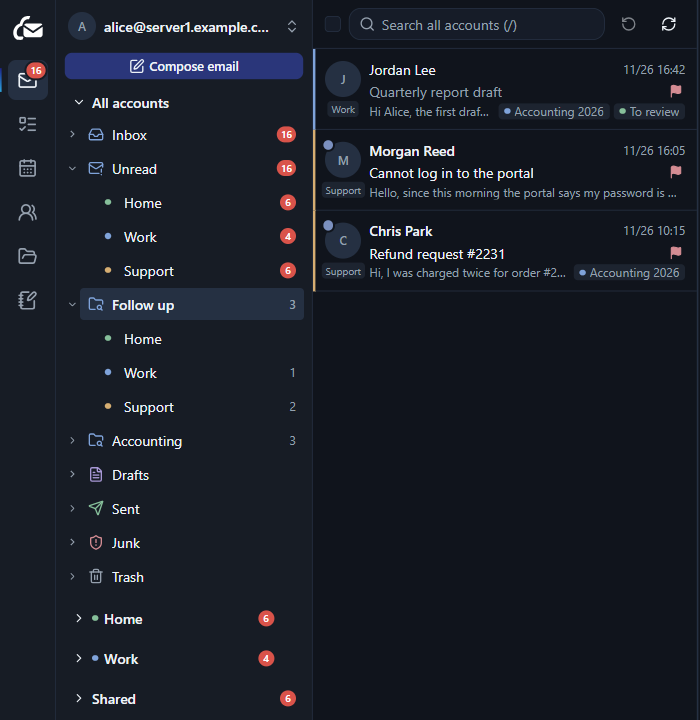 16
A
alice@server1.example.c...
Compose email
All accounts
Inbox 16
Unread 16
Home 6
Work 4
Support 6
Follow up 3
Home
Work 1
Support 2
Accounting 3
Drafts
Sent
Junk
Trash
Home 6
Work 4
Shared 6
Search all accounts (/)
J
Work
Jordan Lee 11/26 16:42
Quarterly report draft
Hi Alice, the first draf... Accounting 2026 To review
M
Support
Morgan Reed 11/26 16:05
Cannot log in to the portal
Hello, since this morning the portal says my password is ...
C
Support
Chris Park 11/26 10:15
Refund request #2231
Hi, I was charged twice for order #2... Accounting 2026